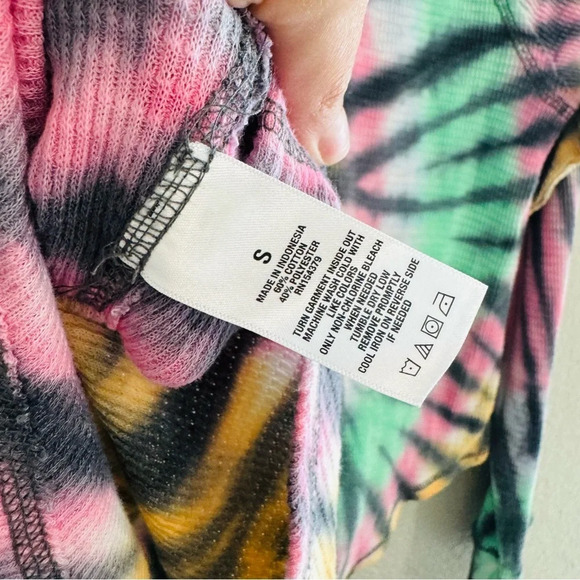 S
MADE IN INDONESIA
60% COTTON
40% POLYESTER
RN154379
TURN GARMENT INSIDE OUT
MACHINE WASH COLD WITH
LIKE COLORS
ONLY NON-CHLORINE BLEACH
WHEN NEEDED
TUMBLE DRY LOW
REMOVE PROMPTLY
COOL IRON ON REVERSE SIDE
IF NEEDED